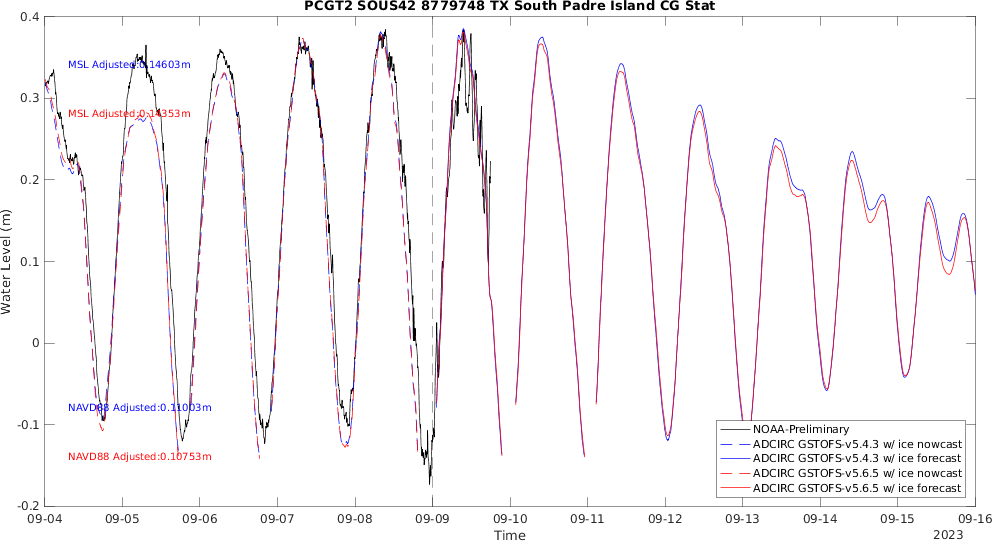 PCGT2 SOUS42 8779748 TX South Padre Island CG Stat
0.4
0.3
0.2
0.1
0
-0.1
-0.2
Water Level (m)
MSL Adjusted:0.14603m
MSL Adjusted:0.14353m
NAVD88 Adjusted:0.11003m
NAVD88 Adjusted:0.10753m
NOAA-Preliminary
ADCIRC GSTOFS-v5.4.3 w/ ice nowcast
ADCIRC GSTOFS-v5.4.3 w/ ice forecast
ADCIRC GSTOFS-v5.6.5 w/ ice nowcast
ADCIRC GSTOFS-v5.6.5 w/ ice forecast
09-04 09-05 09-06 09-07 09-08 09-09 09-10 09-11 09-12 09-13 09-14 09-15 09-16
Time
2023